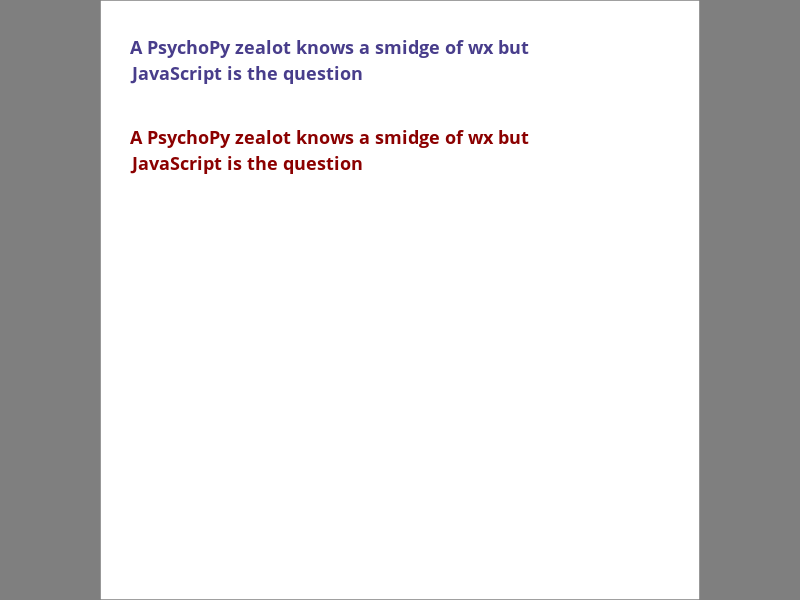 A PsychoPy zealot knows a smidge of wx but
JavaScript is the question
A PsychoPy zealot knows a smidge of wx but
JavaScript is the question